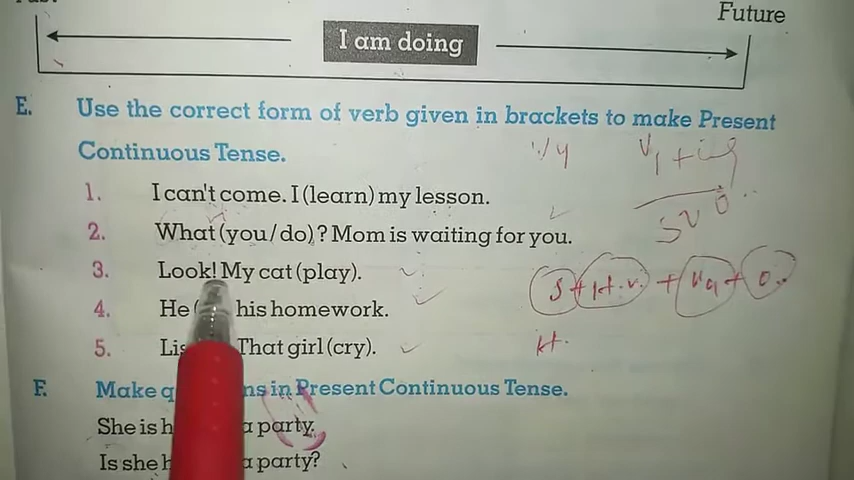 Future
I am doing
E. Use the correct form of verb given in brackets to make Present
Continuous Tense.
V1 + ing
1. I can't come. I (learn) my lesson.
S V O..
2. What (you/do)? Mom is waiting for you.
3. Look! My cat (play).
S + H.v. + + O..
4. He his homework.
H.
5. That girl (cry).
F. Make in Present Continuous Tense.
She is a party.
Is she a party?